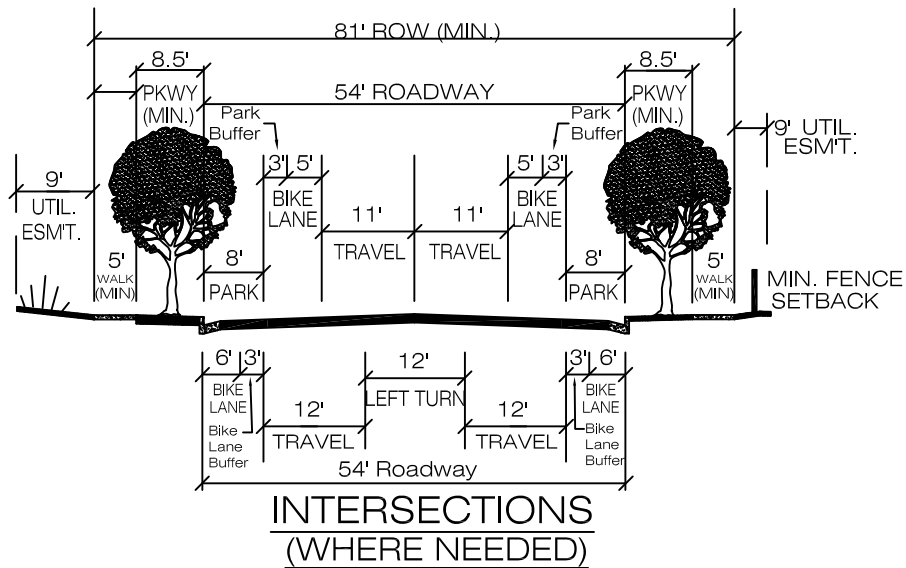 81' ROW (MIN.)
8.5'
8.5'
PKWY
(MIN.)
54' ROADWAY
PKWY
(MIN.)
Park
Buffer
Park
Buffer
9' UTIL.
ESM'T.
9'
UTIL.
ESM'T.
3'
5'
5'
3'
BIKE
LANE
BIKE
LANE
11'
11'
TRAVEL
TRAVEL
5'
WALK
(MIN)
8'
PARK
8'
PARK
5'
WALK
(MIN)
MIN. FENCE
SETBACK
6'
3'
12'
3'
6'
BIKE
LANE
LEFT TURN
BIKE
LANE
Bike
Lane
Buffer
12'
TRAVEL
12'
TRAVEL
Bike
Lane
Buffer
54' Roadway
INTERSECTIONS
(WHERE NEEDED)